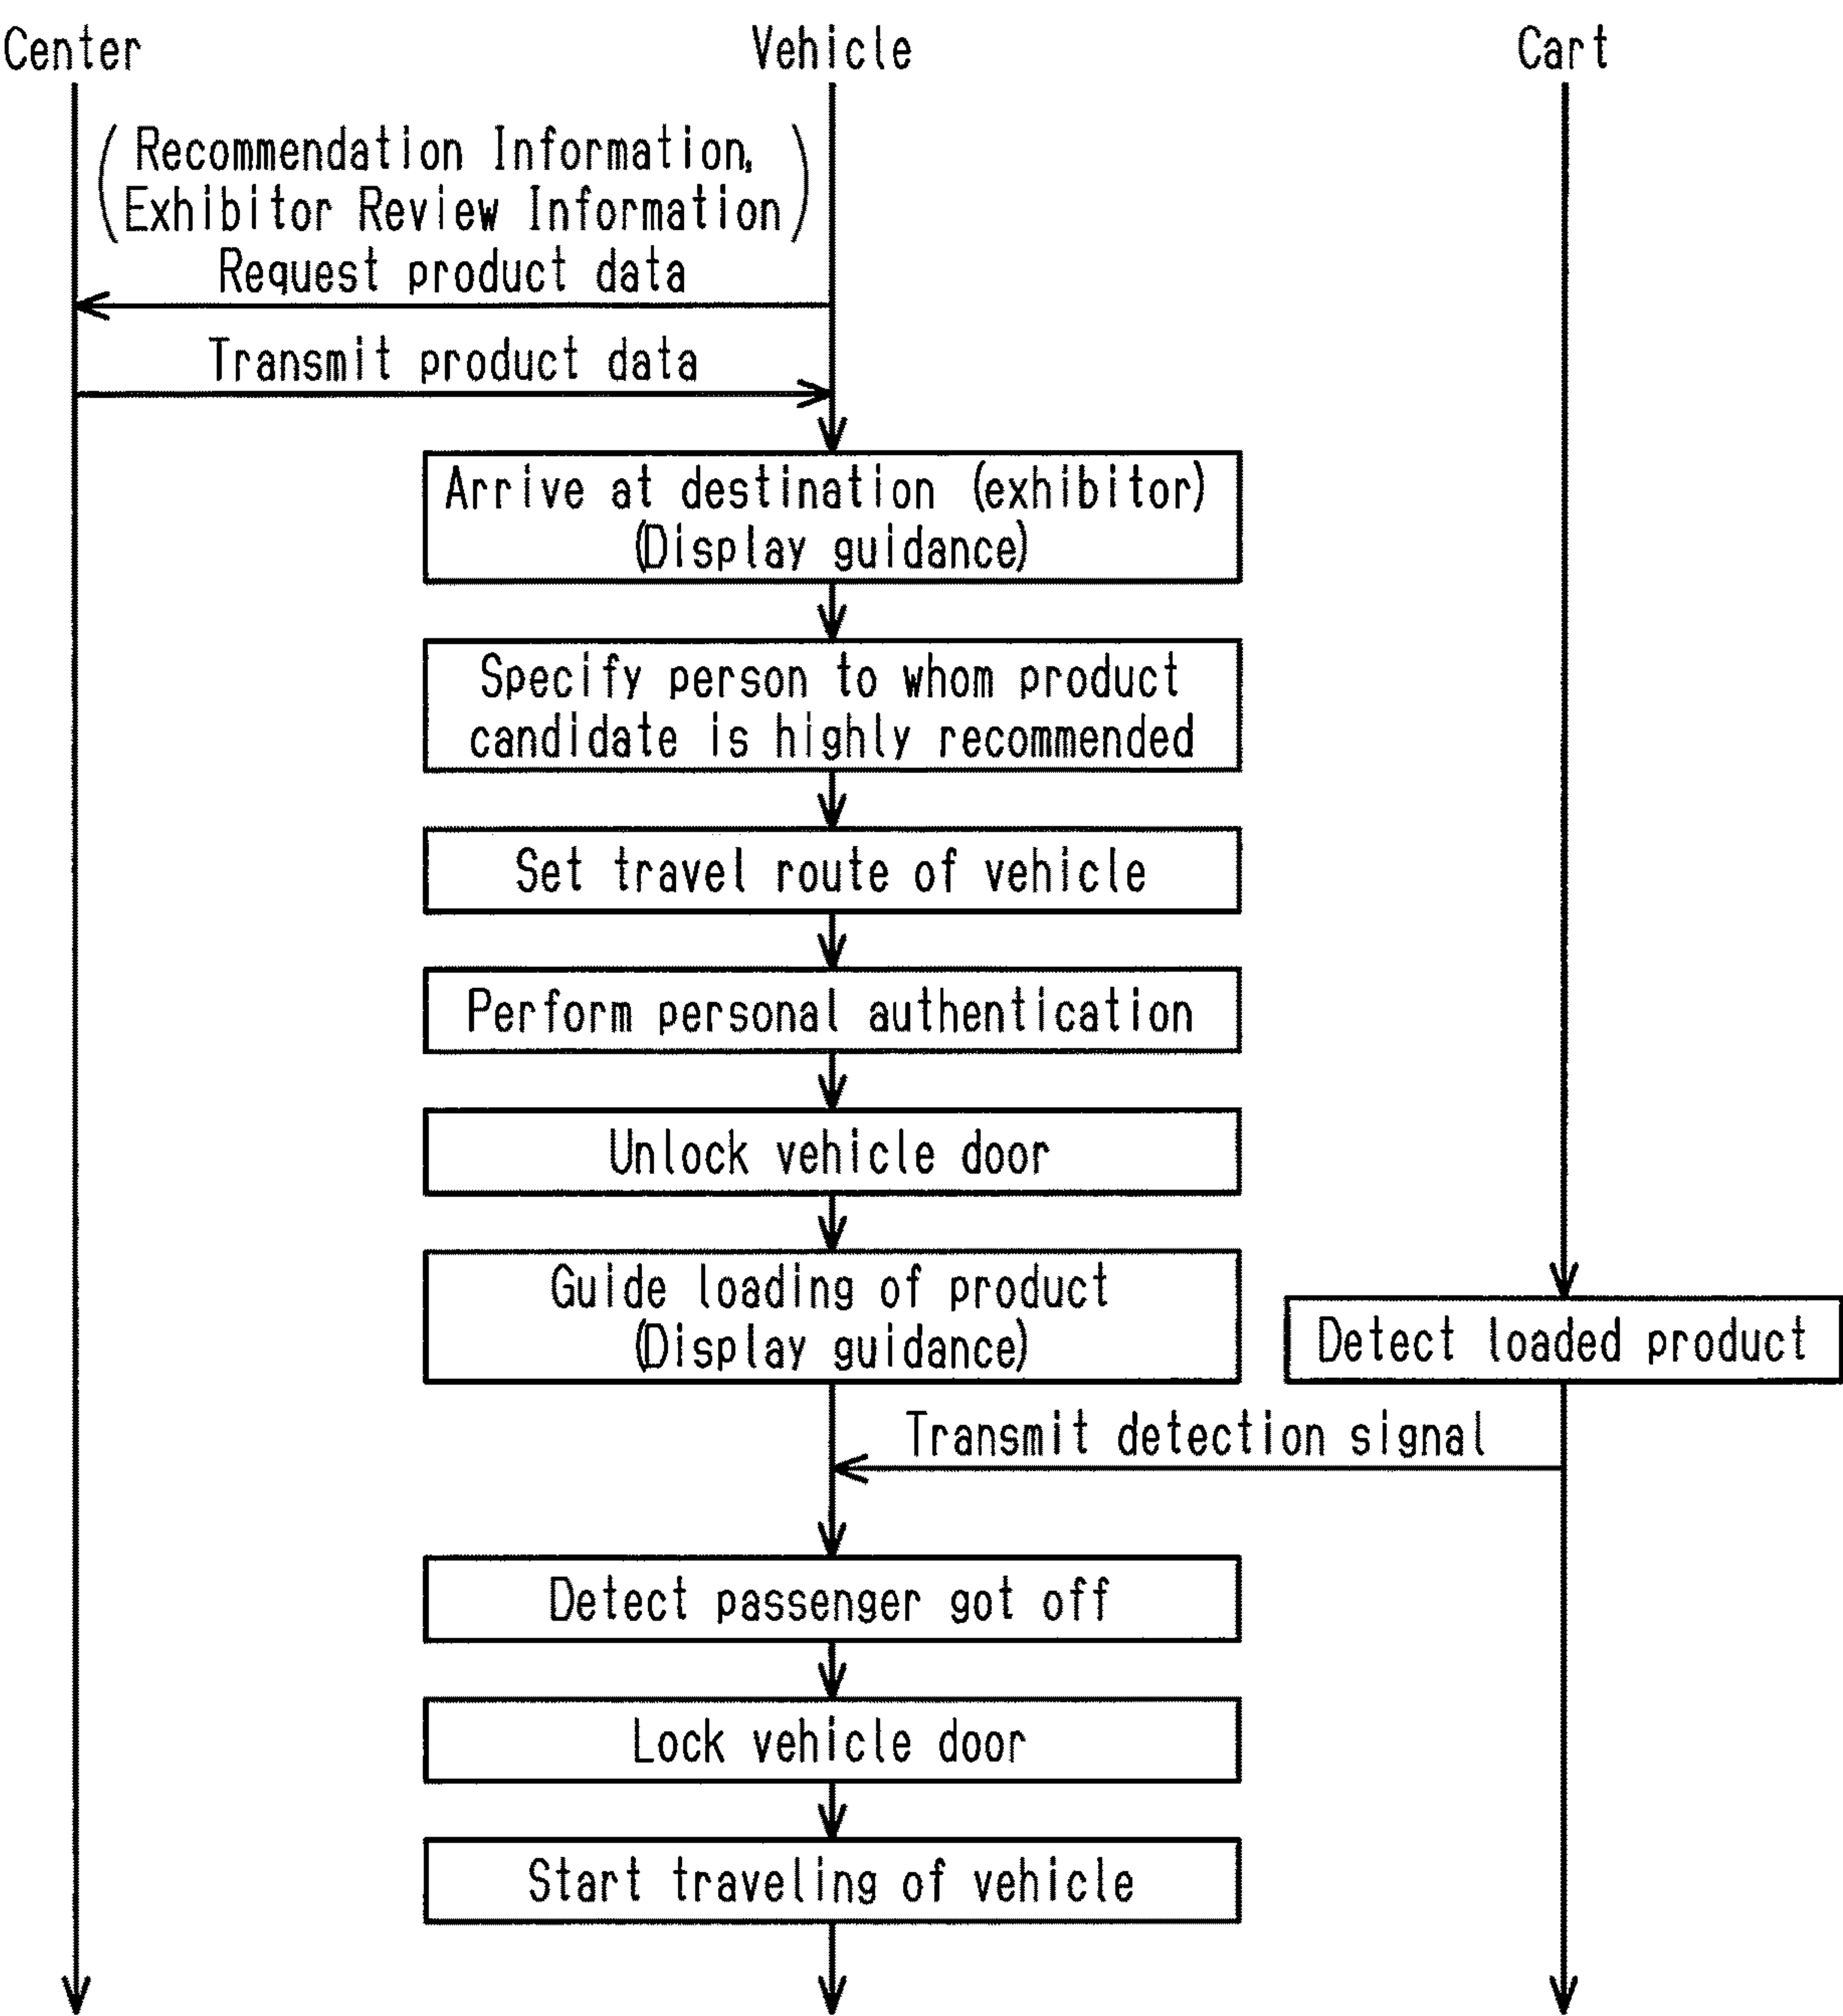 Center
Vehicle
Cart
(Recommendation Information,
Exhibitor Review Information)
Request product data
Transmit product data
Arrive at destination (exhibitor)
(Display guidance)
Specify person to whom product
candidate is highly recommended
Set travel route of vehicle
Perform personal authentication
Unlock vehicle door
Guide loading of product
(Display guidance)
Detect loaded product
Transmit detection signal
Detect passenger got off
Lock vehicle door
Start traveling of vehicle